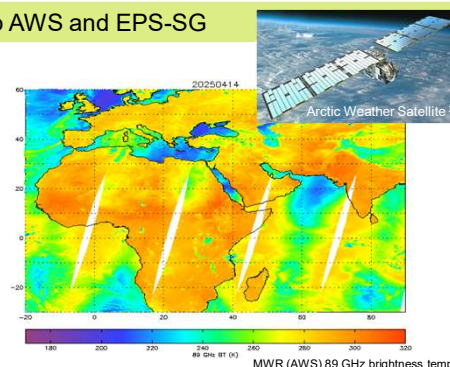 o AWS and EPS-SG
Arctic Weather Satellite
20250414
60
40
20
0
-20
-20 0 20 40 60 80
180 200 220 240 260 280 300 320
89 GHz BT (K)
MWR (AWS) 89 GHz brightness temp